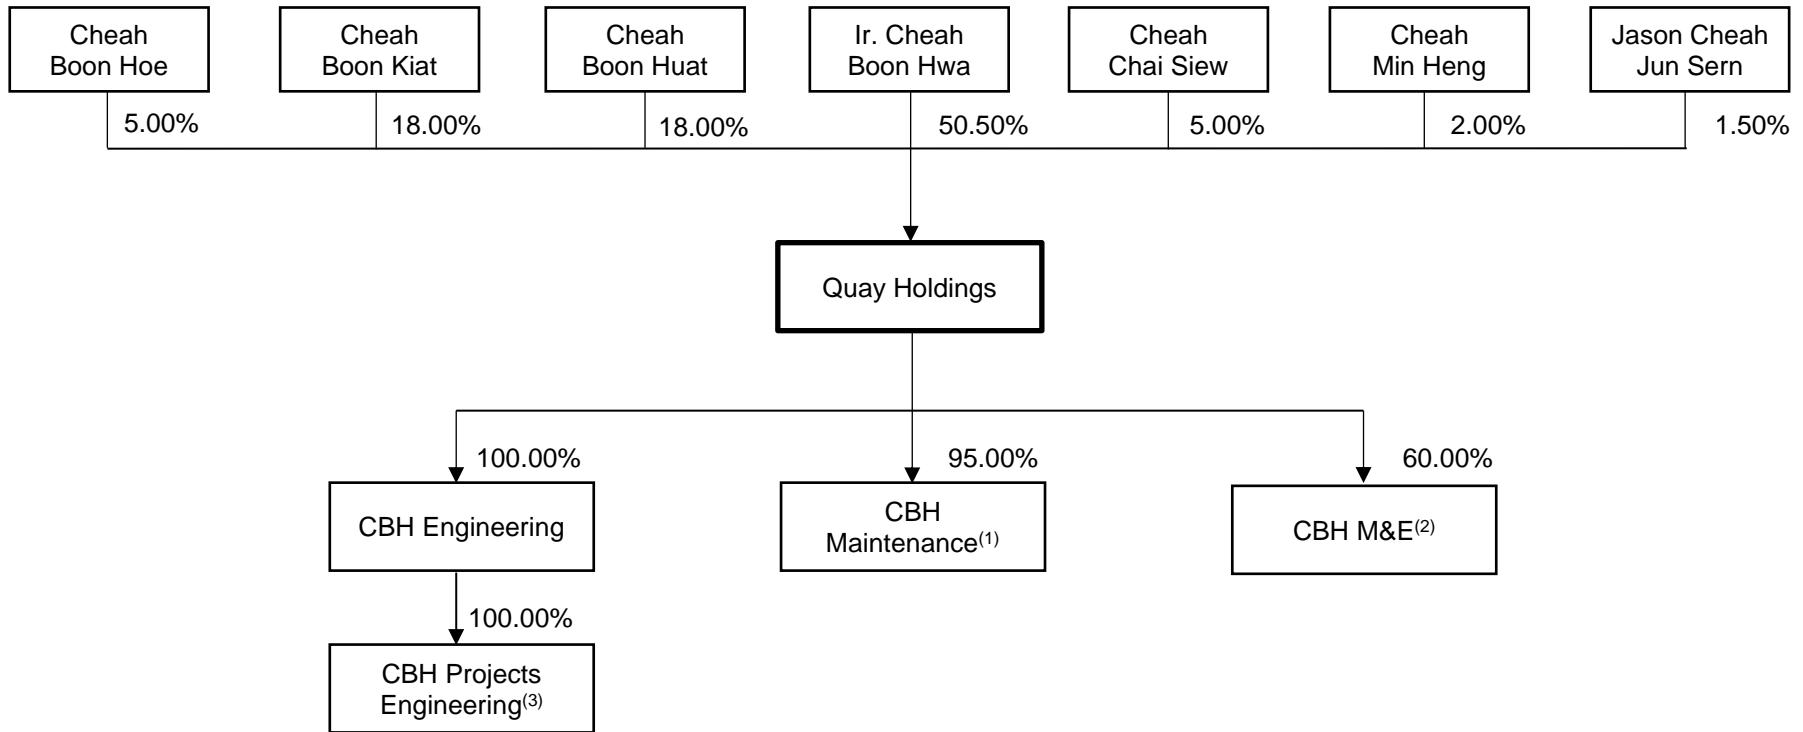 Cheah
Boon Hoe
Cheah
Boon Kiat
Cheah
Boon Huat
Ir. Cheah
Boon Hwa
Cheah
Chai Siew
Cheah
Min Heng
Jason Cheah
Jun Sern
5.00%
18.00%
18.00%
50.50%
5.00%
2.00%
1.50%
Quay Holdings
100.00%
95.00%
60.00%
CBH Engineering
CBH
Maintenance(1)
CBH M&E(2)
100.00%
CBH Projects
Engineering(3)